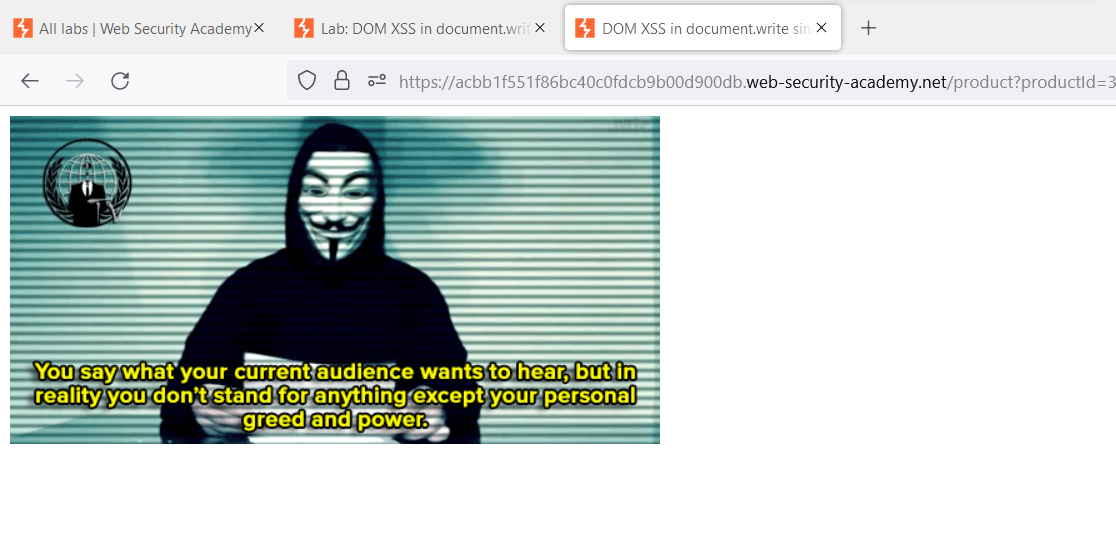 All labs | Web Security Academy
Lab: DOM XSS in document.writ
DOM XSS in document.write sin
https://acbb1f551f86bc40c0fdcb9b00d900db.web-security-academy.net/product?productId=3
You say what your current audience wants to hear, but in
reality you don't stand for anything except your personal
greed and power.